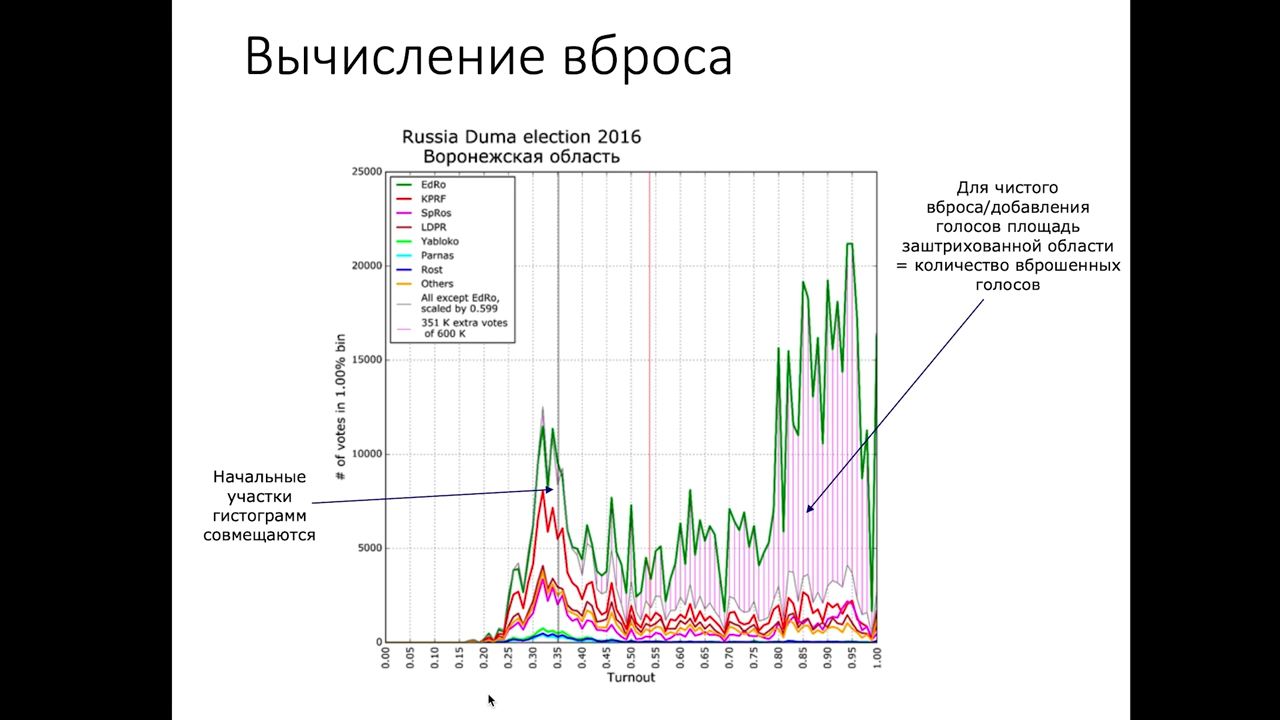 Вычисление вброса
Russia Duma election 2016
Воронежская область
25000
20000
15000
10000
5000
0
# of votes in 1.00% bin
EdRo
KPRF
SpRos
LDPR
Yabloko
Parnas
Rost
Others
All except EdRo,
scaled by 0.599
351 K extra votes
of 600 K
0.00
0.05
0.10
0.15
0.20
0.25
0.30
0.35
0.40
0.45
0.50
0.55
0.60
0.65
0.70
0.75
0.80
0.85
0.90
0.95
1.00
Turnout
Начальные
участки
гистограмм
совмещаются
Для чистого
вброса/добавления
голосов площадь
заштрихованной области
= количество вброшенных
голосов